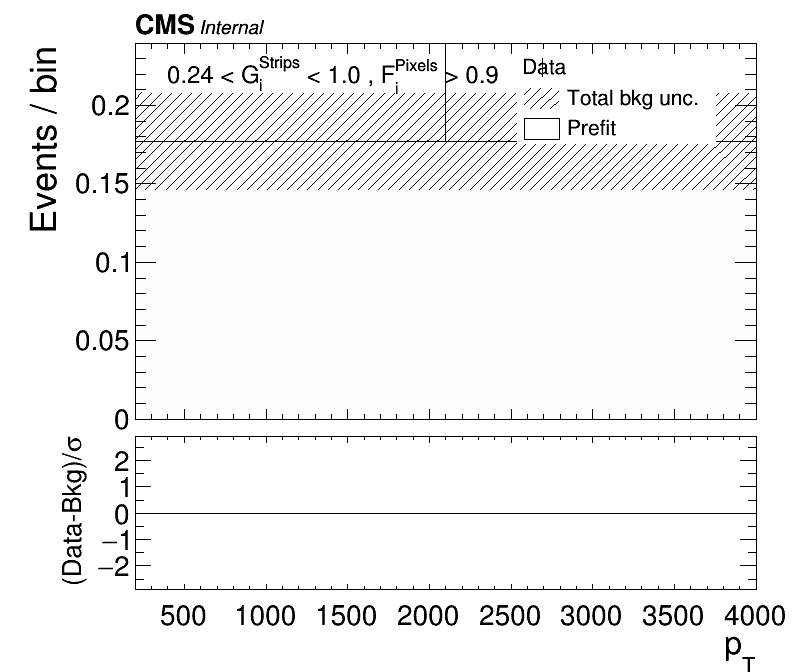 CMS Internal
0.24 < G_i^Strips < 1.0 , F_i^Pixels > 0.9
Data
Total bkg unc.
Prefit
Events / bin
0.2
0.15
0.1
0.05
0
(Data-Bkg)/σ
2
1
0
−1
−2
500 1000 1500 2000 2500 3000 3500 4000
p_T